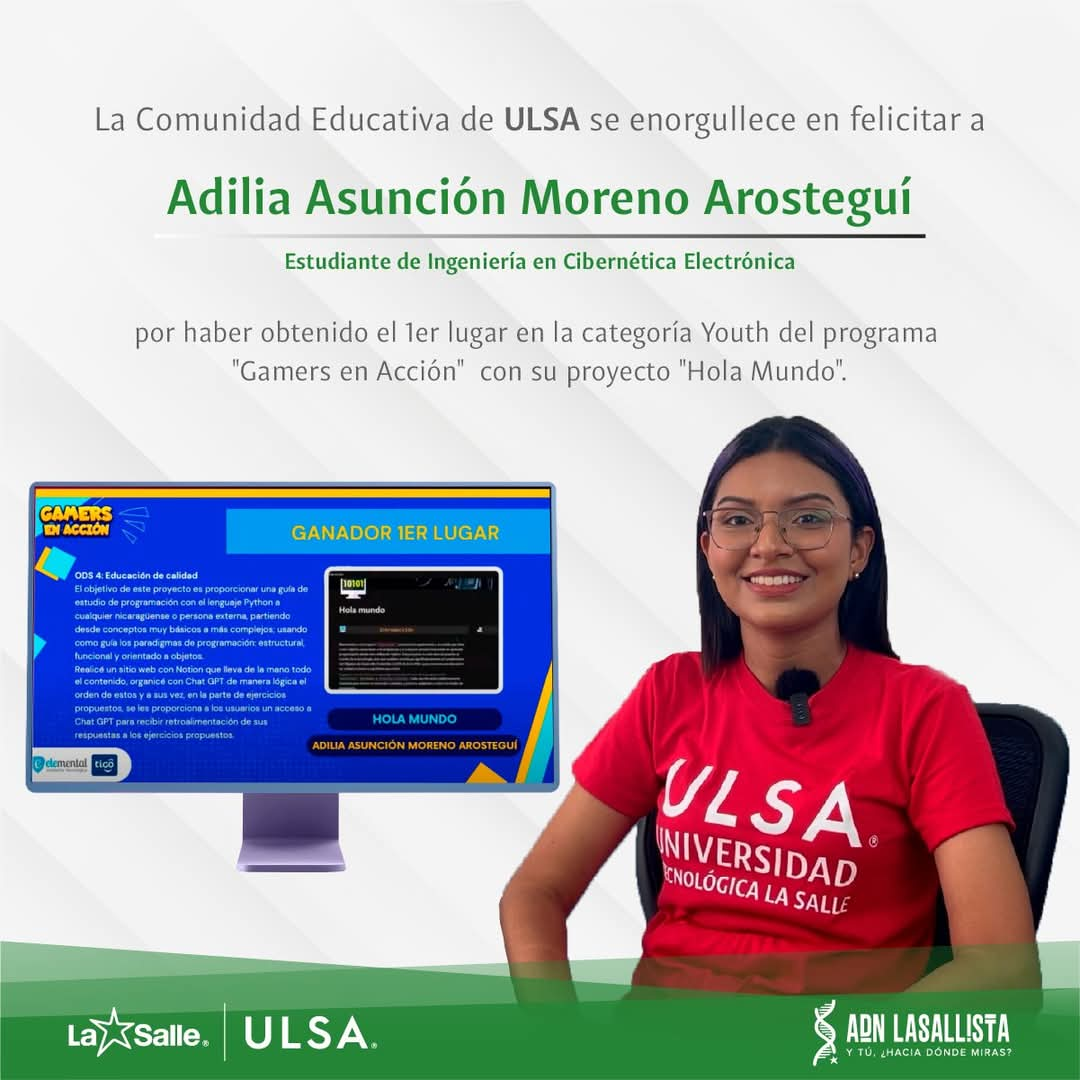 La Comunidad Educativa de ULSA se enorgullece en felicitar a
Adilia Asunción Moreno Arosteguí
Estudiante de Ingeniería en Cibernética Electrónica
por haber obtenido el 1er lugar en la categoría Youth del programa
"Gamers en Acción" con su proyecto "Hola Mundo".
GAMERS
EN ACCIÓN
GANADOR 1ER LUGAR
ODS 4: Educación de calidad
El objetivo de este proyecto es proporcionar una guía de
estudio de programación con el lenguaje Python a
cualquier nicaragüense o persona externa, partiendo
desde conceptos muy básicos a más complejos; usando
como guía los paradigmas de programación: estructural,
funcional y orientado a objetos.
Realicé un sitio web con Notion que lleva de la mano todo
el contenido, organicé con Chat GPT de manera lógica el
orden de estos y a su vez, en la parte de ejercicios
propuestos, se les proporciona a los usuarios un acceso a
Chat GPT para recibir retroalimentación de sus
respuestas a los ejercicios propuestos.
10101
Hola mundo
HOLA MUNDO
ADILIA ASUNCIÓN MORENO AROSTEGUÍ
elemental
tigo
ULSA®
UNIVERSIDAD
TECNOLÓGICA LA SALLE
La Salle®
ULSA®
ADN LASALLISTA
Y TÚ, ¿HACIA DÓNDE MIRAS?